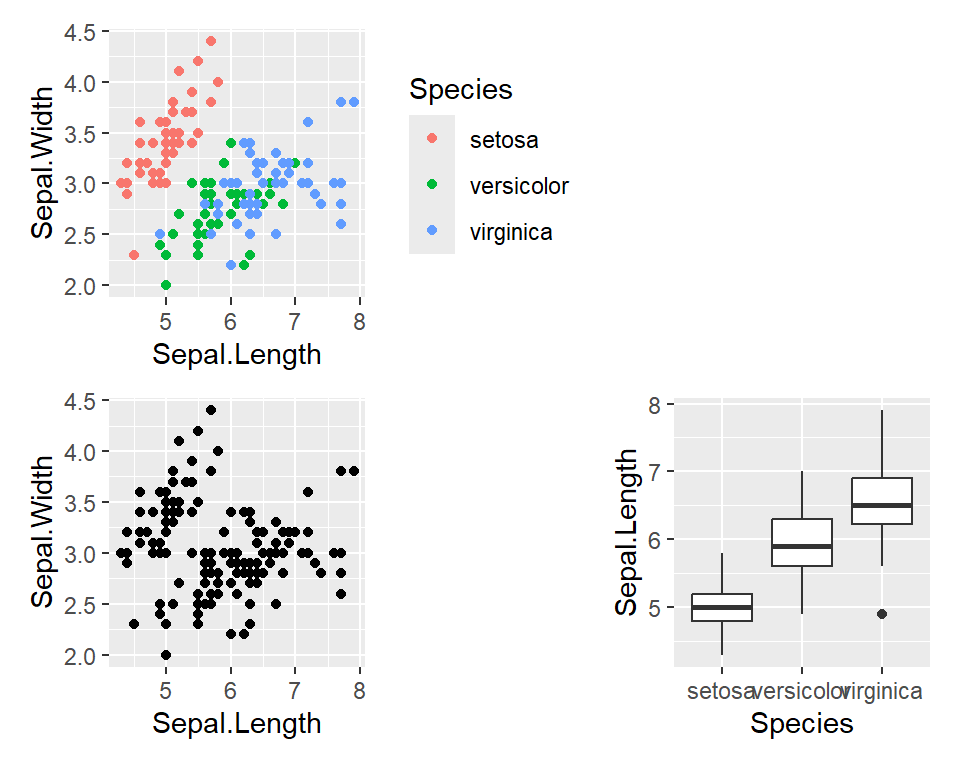 4.5
4.0
3.5
3.0
2.5
2.0
Sepal.Width
5 6 7 8
Sepal.Length
Species
setosa
versicolor
virginica
4.5
4.0
3.5
3.0
2.5
2.0
Sepal.Width
5 6 7 8
Sepal.Length
8
7
6
5
Sepal.Length
setosa versicolor virginica
Species